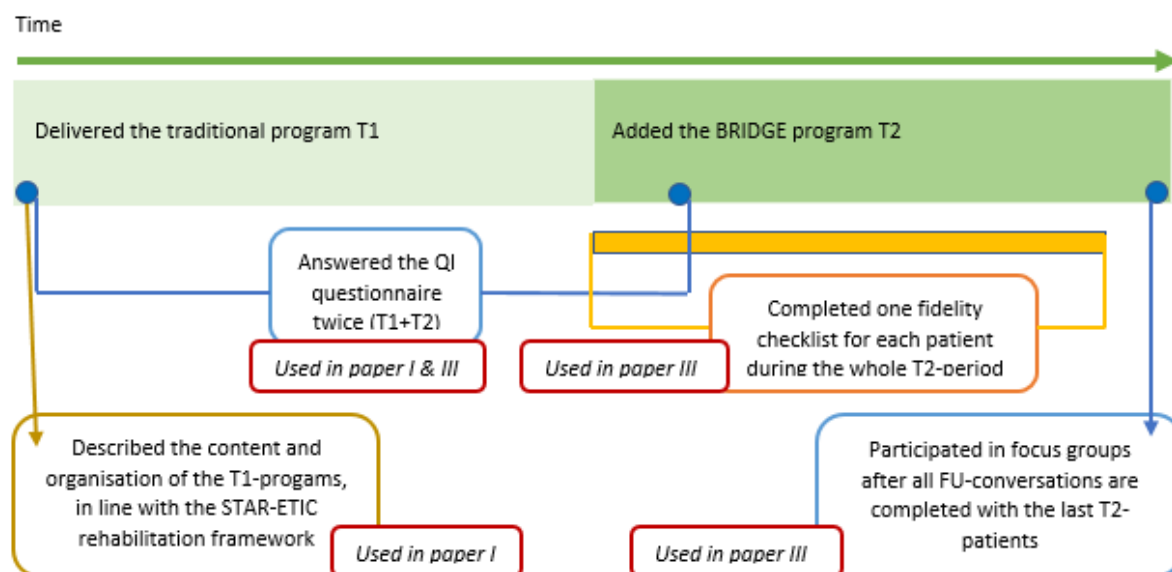 Time
Delivered the traditional program T1
Added the BRIDGE program T2
Answered the QI
questionnaire
twice (T1+T2)
Used in paper I & III
Completed one fidelity
checklist for each patient
during the whole T2-period
Used in paper III
Described the content and
organisation of the T1-progams,
in line with the STAR-ETIC
rehabilitation framework
Used in paper I
Participated in focus groups
after all FU-conversations are
completed with the last T2-
patients
Used in paper III